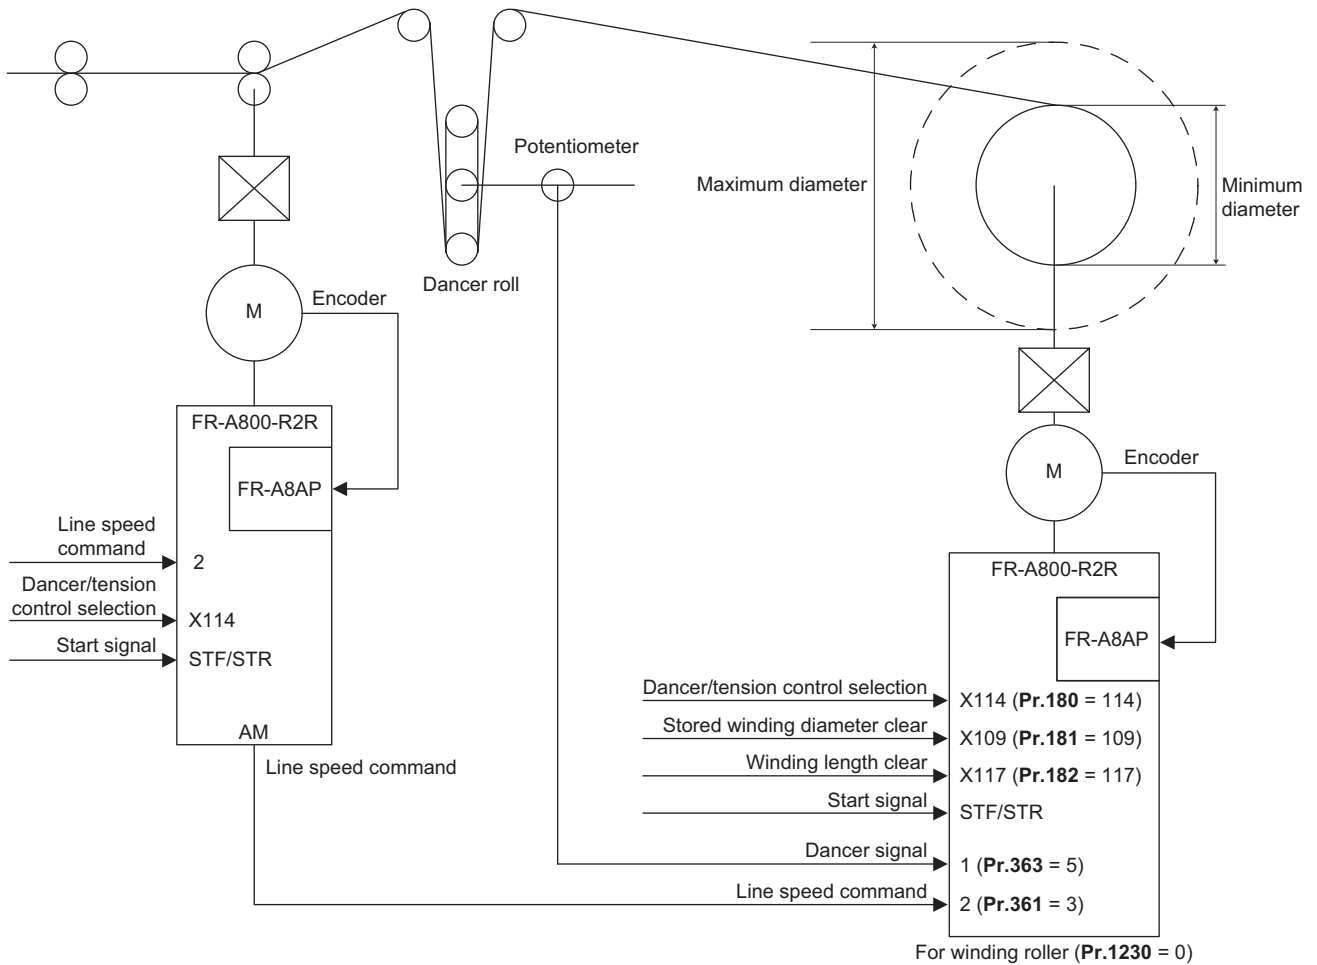 Potentiometer
Maximum diameter
Minimum
diameter
Dancer roll
M
Encoder
FR-A800-R2R
FR-A8AP
Line speed
command
2
Dancer/tension
control selection
X114
Start signal
STF/STR
AM
Line speed command
M
Encoder
FR-A800-R2R
FR-A8AP
Dancer/tension control selection
X114 (Pr.180 = 114)
Stored winding diameter clear
X109 (Pr.181 = 109)
Winding length clear
X117 (Pr.182 = 117)
Start signal
STF/STR
Dancer signal
1 (Pr.363 = 5)
Line speed command
2 (Pr.361 = 3)
For winding roller (Pr.1230 = 0)